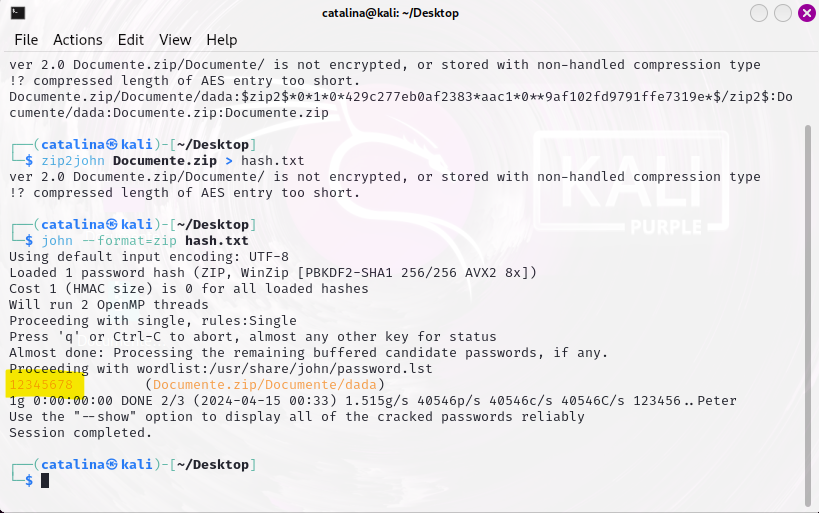 catalina@kali: ~/Desktop
File Actions Edit View Help
ver 2.0 Documente.zip/Documente/ is not encrypted, or stored with non-handled compression type
!? compressed length of AES entry too short.
Documente.zip/Documente/dada:$zip2$*0*1*0*429c277eb0af2383*aac1*0**9af102fd9791ffe7319e*$/zip2$:Do
cumente/dada:Documente.zip:Documente.zip
┌──(catalina㉿kali)-[~/Desktop]
└─$ zip2john Documente.zip > hash.txt
ver 2.0 Documente.zip/Documente/ is not encrypted, or stored with non-handled compression type
!? compressed length of AES entry too short.
┌──(catalina㉿kali)-[~/Desktop]
└─$ john --format=zip hash.txt
Using default input encoding: UTF-8
Loaded 1 password hash (ZIP, WinZip [PBKDF2-SHA1 256/256 AVX2 8x])
Cost 1 (HMAC size) is 0 for all loaded hashes
Will run 2 OpenMP threads
Proceeding with single, rules:Single
Press 'q' or Ctrl-C to abort, almost any other key for status
Almost done: Processing the remaining buffered candidate passwords, if any.
Proceeding with wordlist:/usr/share/john/password.lst
12345678 (Documente.zip/Documente/dada)
1g 0:00:00:00 DONE 2/3 (2024-04-15 00:33) 1.515g/s 40546p/s 40546c/s 40546C/s 123456..Peter
Use the "--show" option to display all of the cracked passwords reliably
Session completed.
┌──(catalina㉿kali)-[~/Desktop]
└─$
KALI
PURPLE